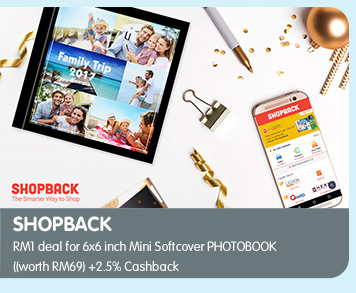 Family Trip
2017
SHOPBACK
SHOPBACK
The Smarter Way to Shop
SHOPBACK
RM1 deal for 6x6 inch Mini Softcover PHOTOBOOK
((worth RM69) +2.5% Cashback